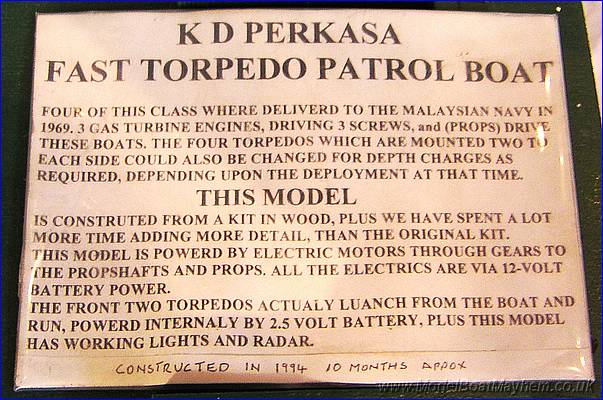 K D PERKASA
FAST TORPEDO PATROL BOAT
FOUR OF THIS CLASS WHERE DELIVERD TO THE MALAYSIAN NAVY IN
1969. 3 GAS TURBINE ENGINES, DRIVING 3 SCREWS, and (PROPS) DRIVE
THESE BOATS. THE FOUR TORPEDOS WHICH ARE MOUNTED TWO TO
EACH SIDE COULD ALSO BE CHANGED FOR DEPTH CHARGES AS
REQUIRED, DEPENDING UPON THE DEPLOYMENT AT THAT TIME.
THIS MODEL
IS CONSTRUTED FROM A KIT IN WOOD, PLUS WE HAVE SPENT A LOT
MORE TIME ADDING MORE DETAIL, THAN THE ORIGINAL KIT.
THIS MODEL IS POWERD BY ELECTRIC MOTORS THROUGH GEARS TO
THE PROPSHAFTS AND PROPS. ALL THE ELECTRICS ARE VIA 12-VOLT
BATTERY POWER.
THE FRONT TWO TORPEDOS ACTUALY LUANCH FROM THE BOAT AND
RUN, POWERD INTERNALY BY 2.5 VOLT BATTERY, PLUS THIS MODEL
HAS WORKING LIGHTS AND RADAR.
CONSTRUCTED IN 1994 10 MONTHS APPOX
www.ModelBoatMayhem.co.uk